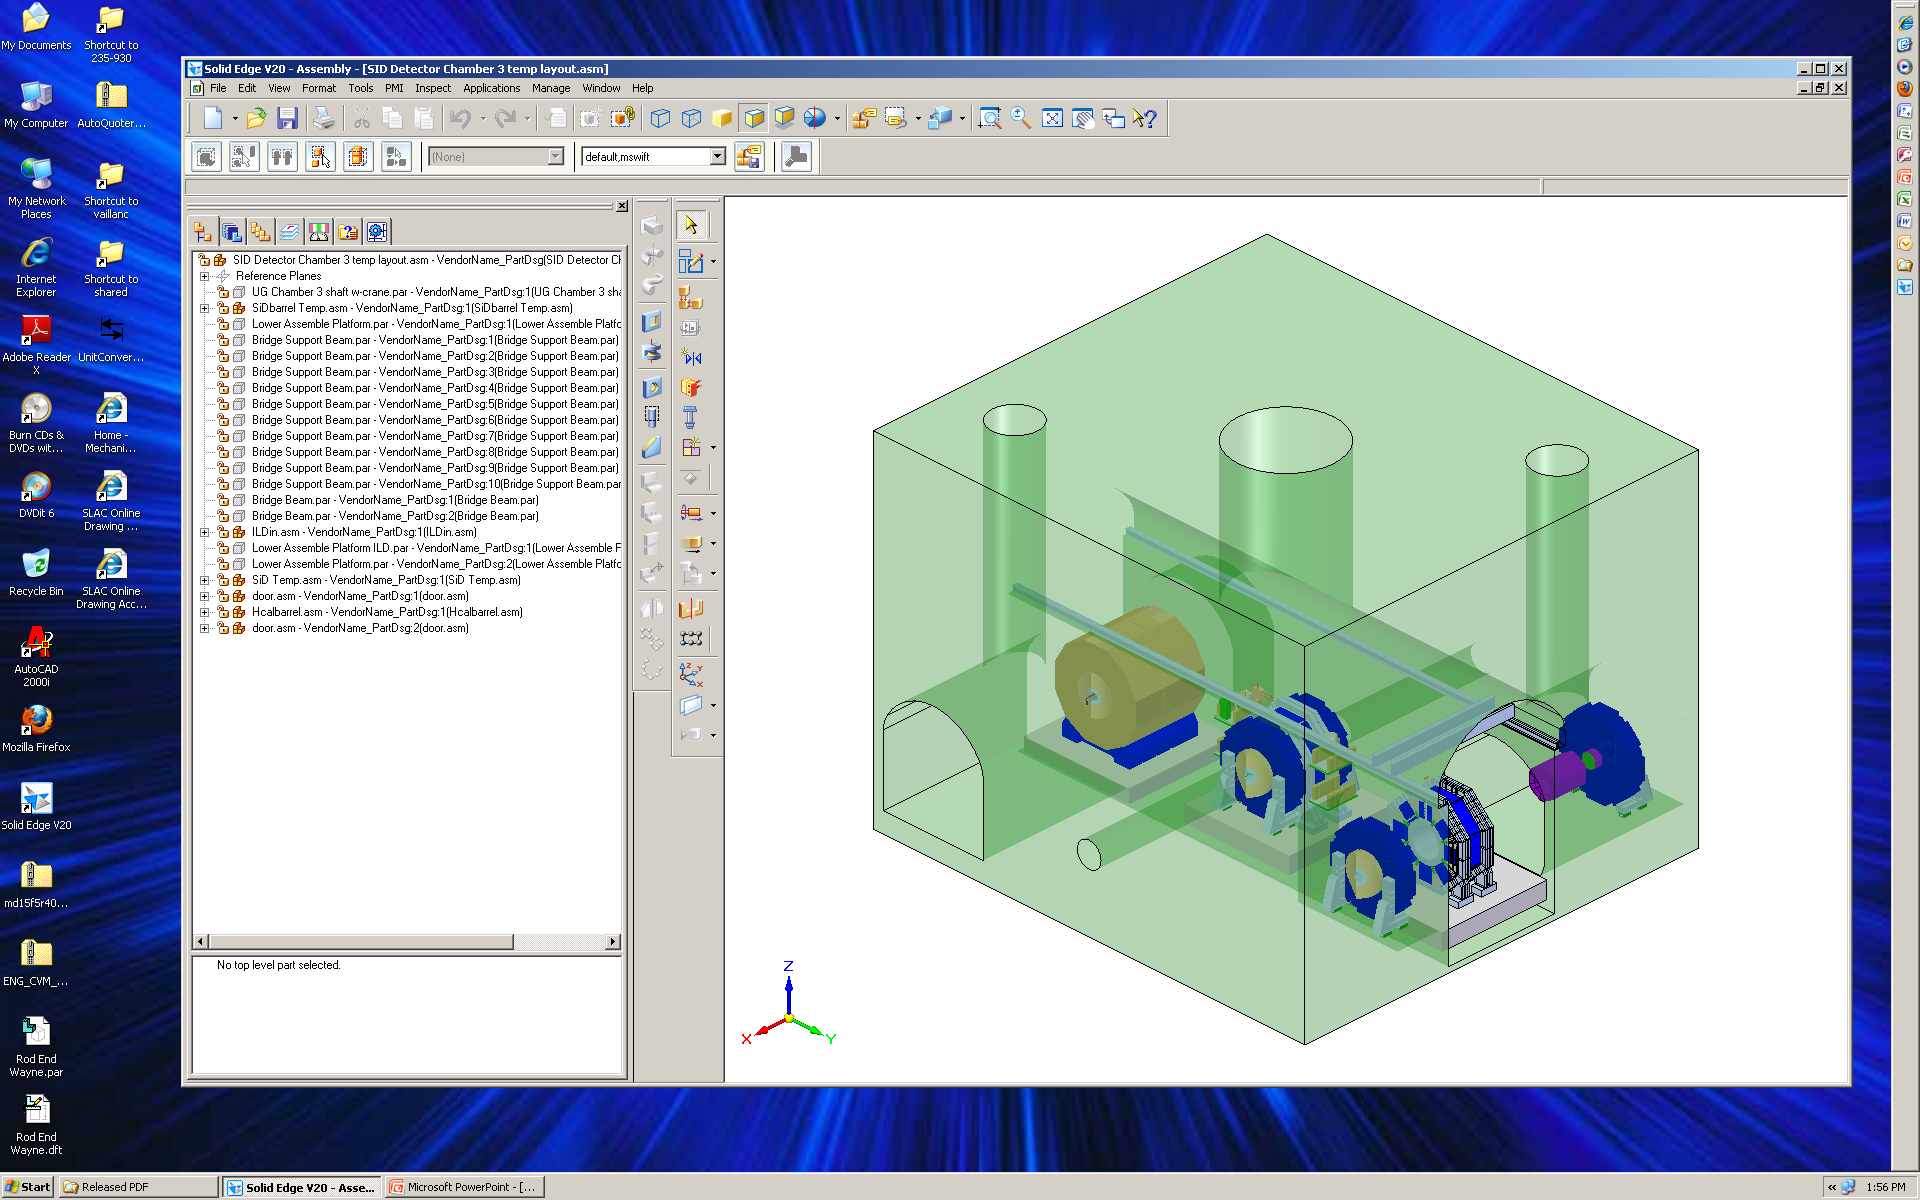 My Documents
Shortcut to
235-930
My Computer
AutoQuoter...
My Network
Places
Shortcut to
vaillanc
Internet
Explorer
Shortcut to
shared
Adobe Reader
X
UnitConver...
Burn CDs &
DVDs wit...
Home -
Mechani...
DVDit 6
SLAC Online
Drawing ...
Recycle Bin
SLAC Online
Drawing Acc...
AutoCAD
2000i
Mozilla Firefox
Solid Edge V20
md15f5r40...
ENG_CVM_...
Rod End
Wayne.par
Rod End
Wayne.dft
Solid Edge V20 - Assembly - [SID Detector Chamber 3 temp layout.asm]
File Edit View Format Tools PMI Inspect Applications Manage Window Help
(None)
default,mswift
SID Detector Chamber 3 temp layout.asm - VendorName_PartDsg(SID Detector Ch
Reference Planes
UG Chamber 3 shaft w-crane.par - VendorName_PartDsg:1(UG Chamber 3 sha
SiDbarrel Temp.asm - VendorName_PartDsg:1(SiDbarrel Temp.asm)
Lower Assemble Platform.par - VendorName_PartDsg:1(Lower Assemble Platfo
Bridge Support Beam.par - VendorName_PartDsg:1(Bridge Support Beam.par)
Bridge Support Beam.par - VendorName_PartDsg:2(Bridge Support Beam.par)
Bridge Support Beam.par - VendorName_PartDsg:3(Bridge Support Beam.par)
Bridge Support Beam.par - VendorName_PartDsg:4(Bridge Support Beam.par)
Bridge Support Beam.par - VendorName_PartDsg:5(Bridge Support Beam.par)
Bridge Support Beam.par - VendorName_PartDsg:6(Bridge Support Beam.par)
Bridge Support Beam.par - VendorName_PartDsg:7(Bridge Support Beam.par)
Bridge Support Beam.par - VendorName_PartDsg:8(Bridge Support Beam.par)
Bridge Support Beam.par - VendorName_PartDsg:9(Bridge Support Beam.par)
Bridge Support Beam.par - VendorName_PartDsg:10(Bridge Support Beam.par
Bridge Beam.par - VendorName_PartDsg:1(Bridge Beam.par)
Bridge Beam.par - VendorName_PartDsg:2(Bridge Beam.par)
ILDin.asm - VendorName_PartDsg:1(ILDin.asm)
Lower Assemble Platform ILD.par - VendorName_PartDsg:1(Lower Assemble F
Lower Assemble Platform.par - VendorName_PartDsg:2(Lower Assemble Platfo
SiD Temp.asm - VendorName_PartDsg:1(SiD Temp.asm)
door.asm - VendorName_PartDsg:1(door.asm)
Hcalbarrel.asm - VendorName_PartDsg:1(Hcalbarrel.asm)
door.asm - VendorName_PartDsg:2(door.asm)
No top level part selected.
Z
X
Y
Start
Released PDF
Solid Edge V20 - Asse...
Microsoft PowerPoint - [...
«
1:56 PM